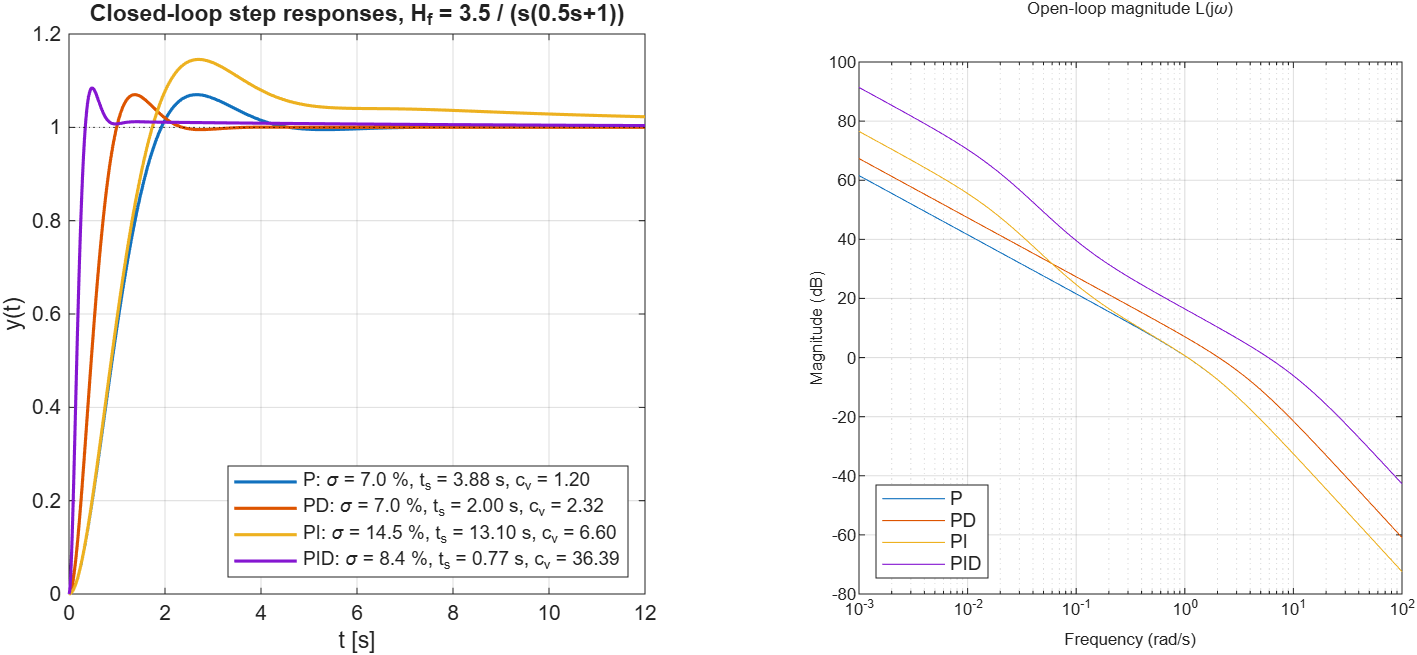 Closed-loop step responses, H_f = 3.5 / (s(0.5s+1))
1.2
1
0.8
0.6
0.4
0.2
0
y(t)
P: σ = 7.0 %, t_s = 3.88 s, c_v = 1.20
PD: σ = 7.0 %, t_s = 2.00 s, c_v = 2.32
PI: σ = 14.5 %, t_s = 13.10 s, c_v = 6.60
PID: σ = 8.4 %, t_s = 0.77 s, c_v = 36.39
0 2 4 6 8 10 12
t [s]
Open-loop magnitude L(jω)
100
80
60
40
20
0
-20
-40
-60
-80
Magnitude (dB)
P
PD
PI
PID
10^-3 10^-2 10^-1 10^0 10^1 10^2
Frequency (rad/s)